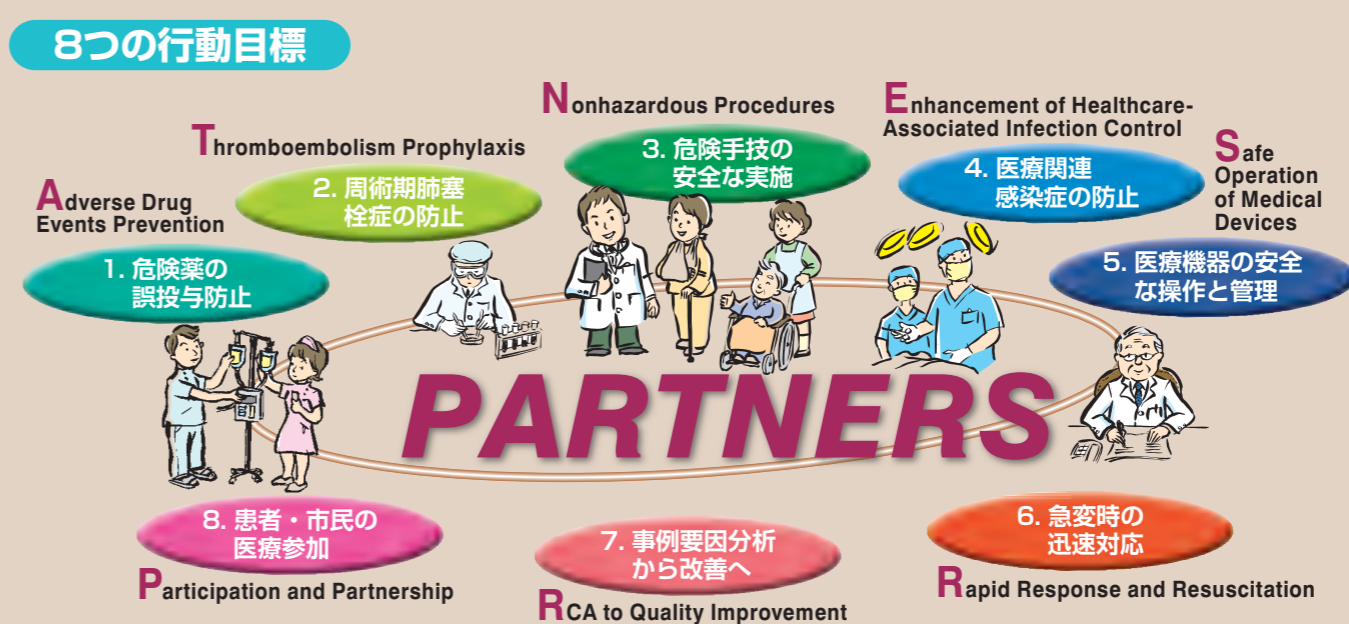 8つの行動目標
Adverse Drug
Events Prevention
1. 危険薬の
誤投与防止
Thromboembolism Prophylaxis
2. 周術期肺塞
栓症の防止
Nonhazardous Procedures
3. 危険手技の
安全な実施
Enhancement of Healthcare-
Associated Infection Control
4. 医療関連
感染症の防止
Safe
Operation
of Medical
Devices
5. 医療機器の安全
な操作と管理
PARTNERS
6. 急変時の
迅速対応
Rapid Response and Resuscitation
7. 事例要因分析
から改善へ
RCA to Quality Improvement
8. 患者・市民の
医療参加
Participation and Partnership